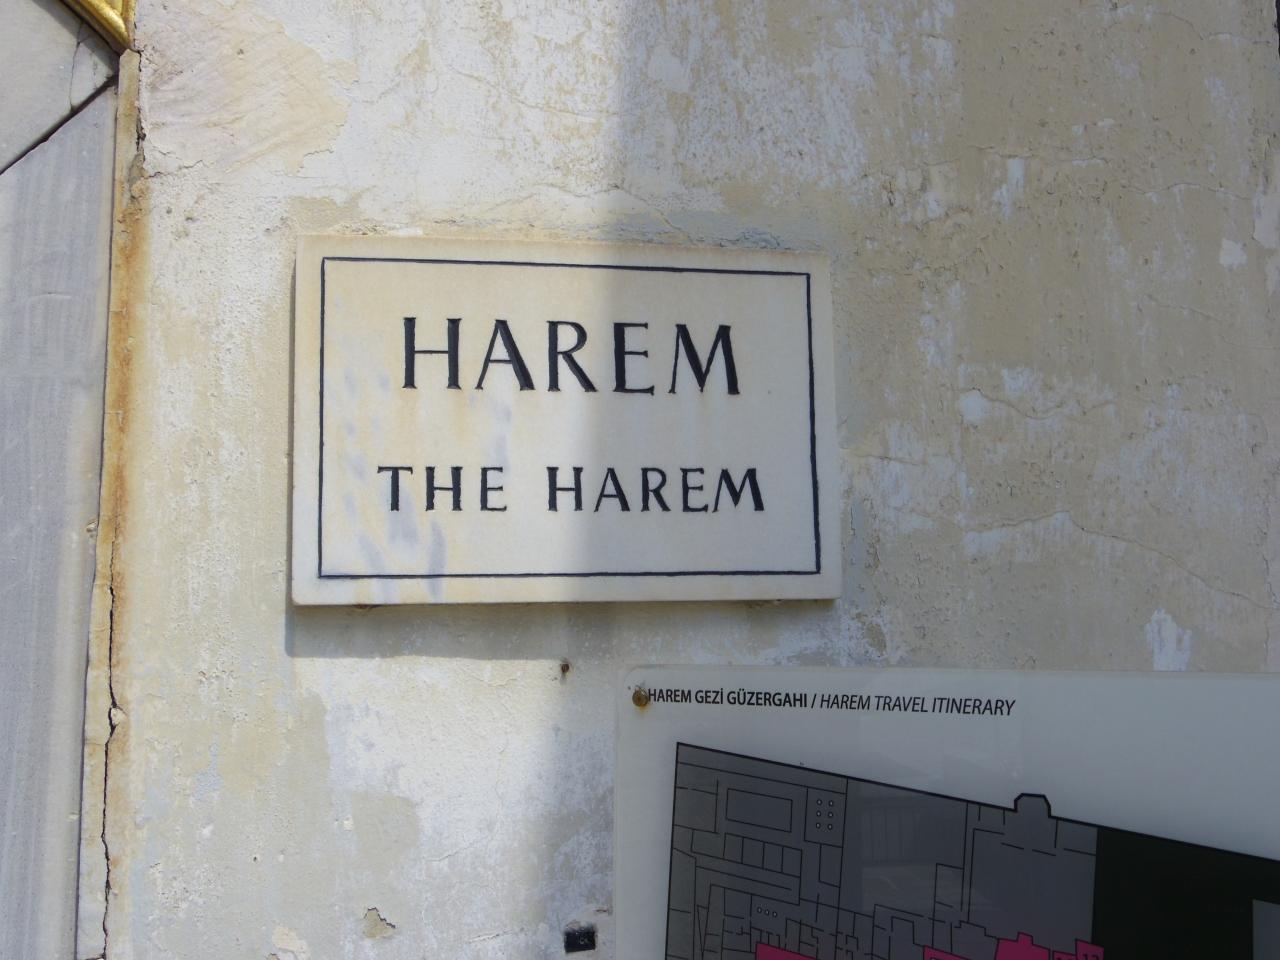 HAREM
THE HAREM
HAREM GEZİ GÜZERGAHI / HAREM TRAVEL ITINERARY